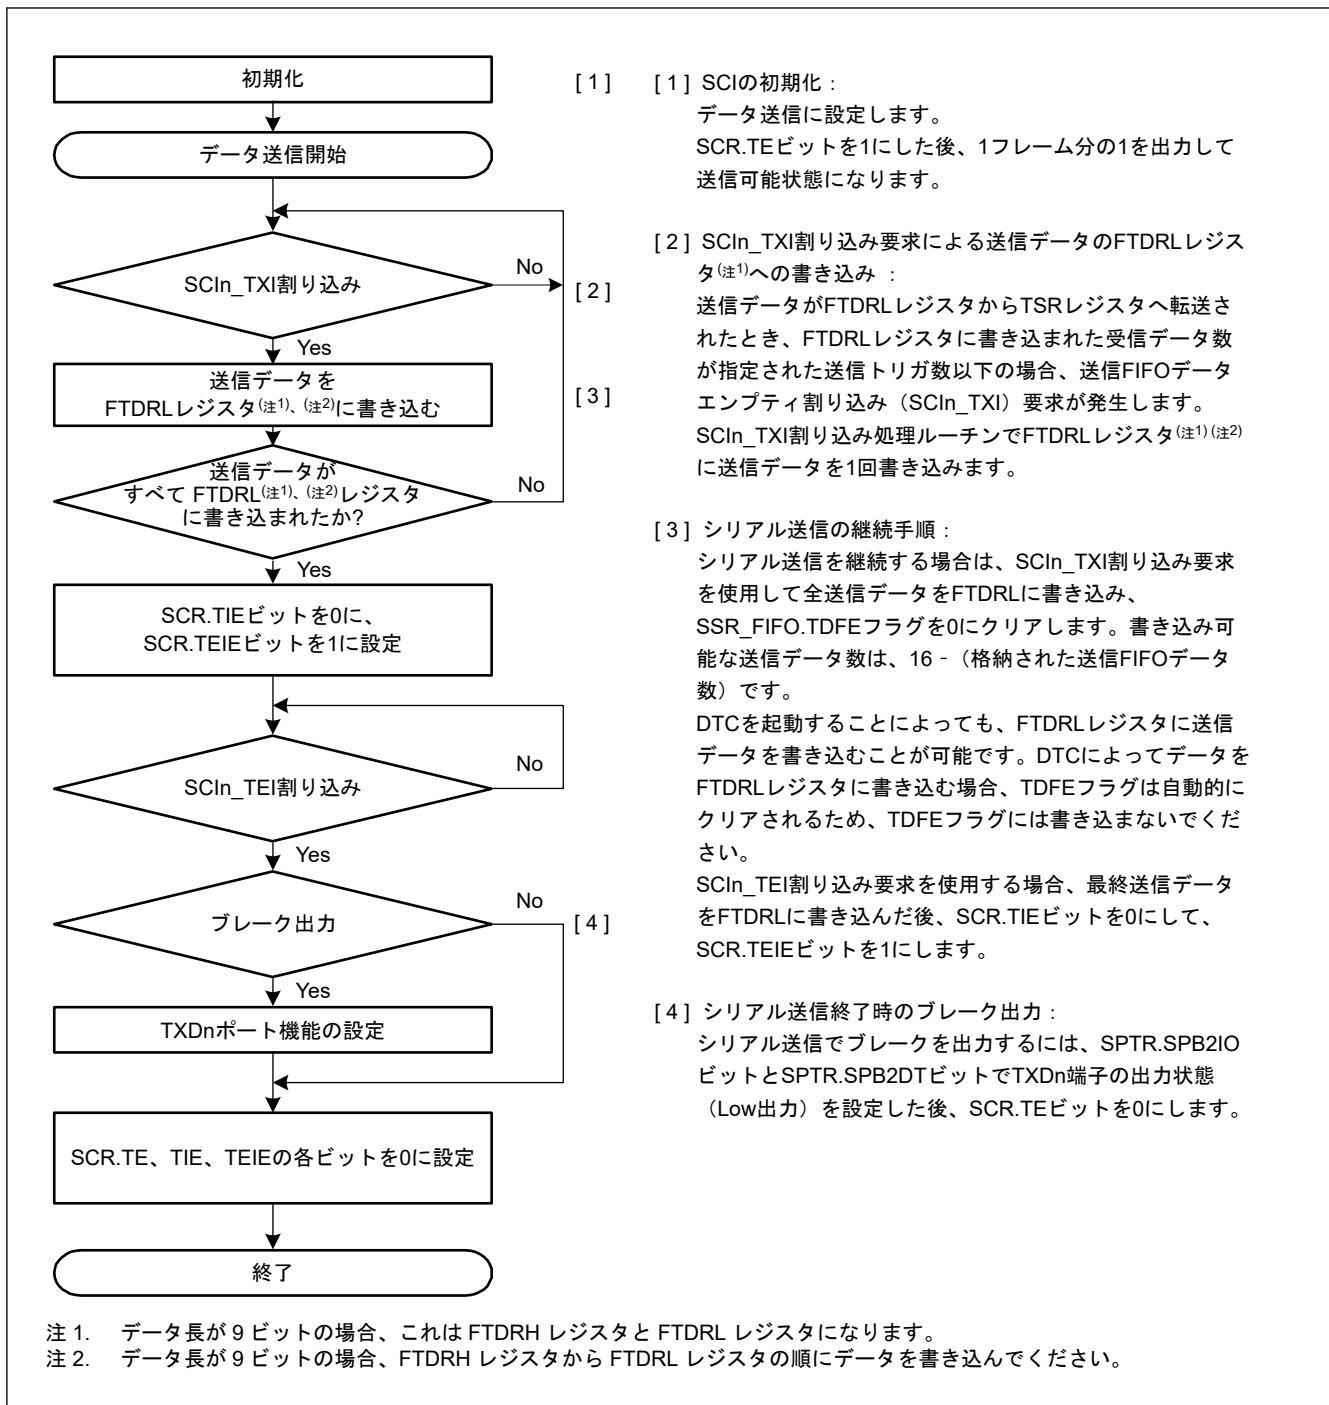 初期化
[ 1 ]
データ送信開始
SCIn_TXI割り込み
No
[ 2 ]
Yes
送信データを
FTDRLレジスタ(注1)、(注2)に書き込む
[ 3 ]
送信データが
すべて FTDRL(注1)、(注2)レジスタ
に書き込まれたか?
No
Yes
SCR.TIEビットを0に、
SCR.TEIEビットを1に設定
SCIn_TEI割り込み
No
Yes
ブレーク出力
No
[ 4 ]
Yes
TXDnポート機能の設定
SCR.TE、TIE、TEIEの各ビットを0に設定
終了
[ 1 ] SCIの初期化：
データ送信に設定します。
SCR.TEビットを1にした後、1フレーム分の1を出力して
送信可能状態になります。
[ 2 ] SCIn_TXI割り込み要求による送信データのFTDRLレジス
タ(注1)への書き込み ：
送信データがFTDRLレジスタからTSRレジスタへ転送さ
れたとき、FTDRLレジスタに書き込まれた受信データ数
が指定された送信トリガ数以下の場合、送信FIFOデータ
エンプティ割り込み（SCIn_TXI）要求が発生します。
SCIn_TXI割り込み処理ルーチンでFTDRLレジスタ(注1) (注2)
に送信データを1回書き込みます。
[ 3 ] シリアル送信の継続手順：
シリアル送信を継続する場合は、SCIn_TXI割り込み要求
を使用して全送信データをFTDRLに書き込み、
SSR_FIFO.TDFEフラグを0にクリアします。書き込み可
能な送信データ数は、16 -（格納された送信FIFOデータ
数）です。
DTCを起動することによっても、FTDRLレジスタに送信
データを書き込むことが可能です。DTCによってデータを
FTDRLレジスタに書き込む場合、TDFEフラグは自動的に
クリアされるため、TDFEフラグには書き込まないでくだ
さい。
SCIn_TEI割り込み要求を使用する場合、最終送信データ
をFTDRLに書き込んだ後、SCR.TIEビットを0にして、
SCR.TEIEビットを1にします。
[ 4 ] シリアル送信終了時のブレーク出力：
シリアル送信でブレークを出力するには、SPTR.SPB2IO
ビットとSPTR.SPB2DTビットでTXDn端子の出力状態
（Low出力）を設定した後、SCR.TEビットを0にします。
注 1. データ長が 9 ビットの場合、これは FTDRH レジスタと FTDRL レジスタになります。
注 2. データ長が 9 ビットの場合、FTDRH レジスタから FTDRL レジスタの順にデータを書き込んでください。